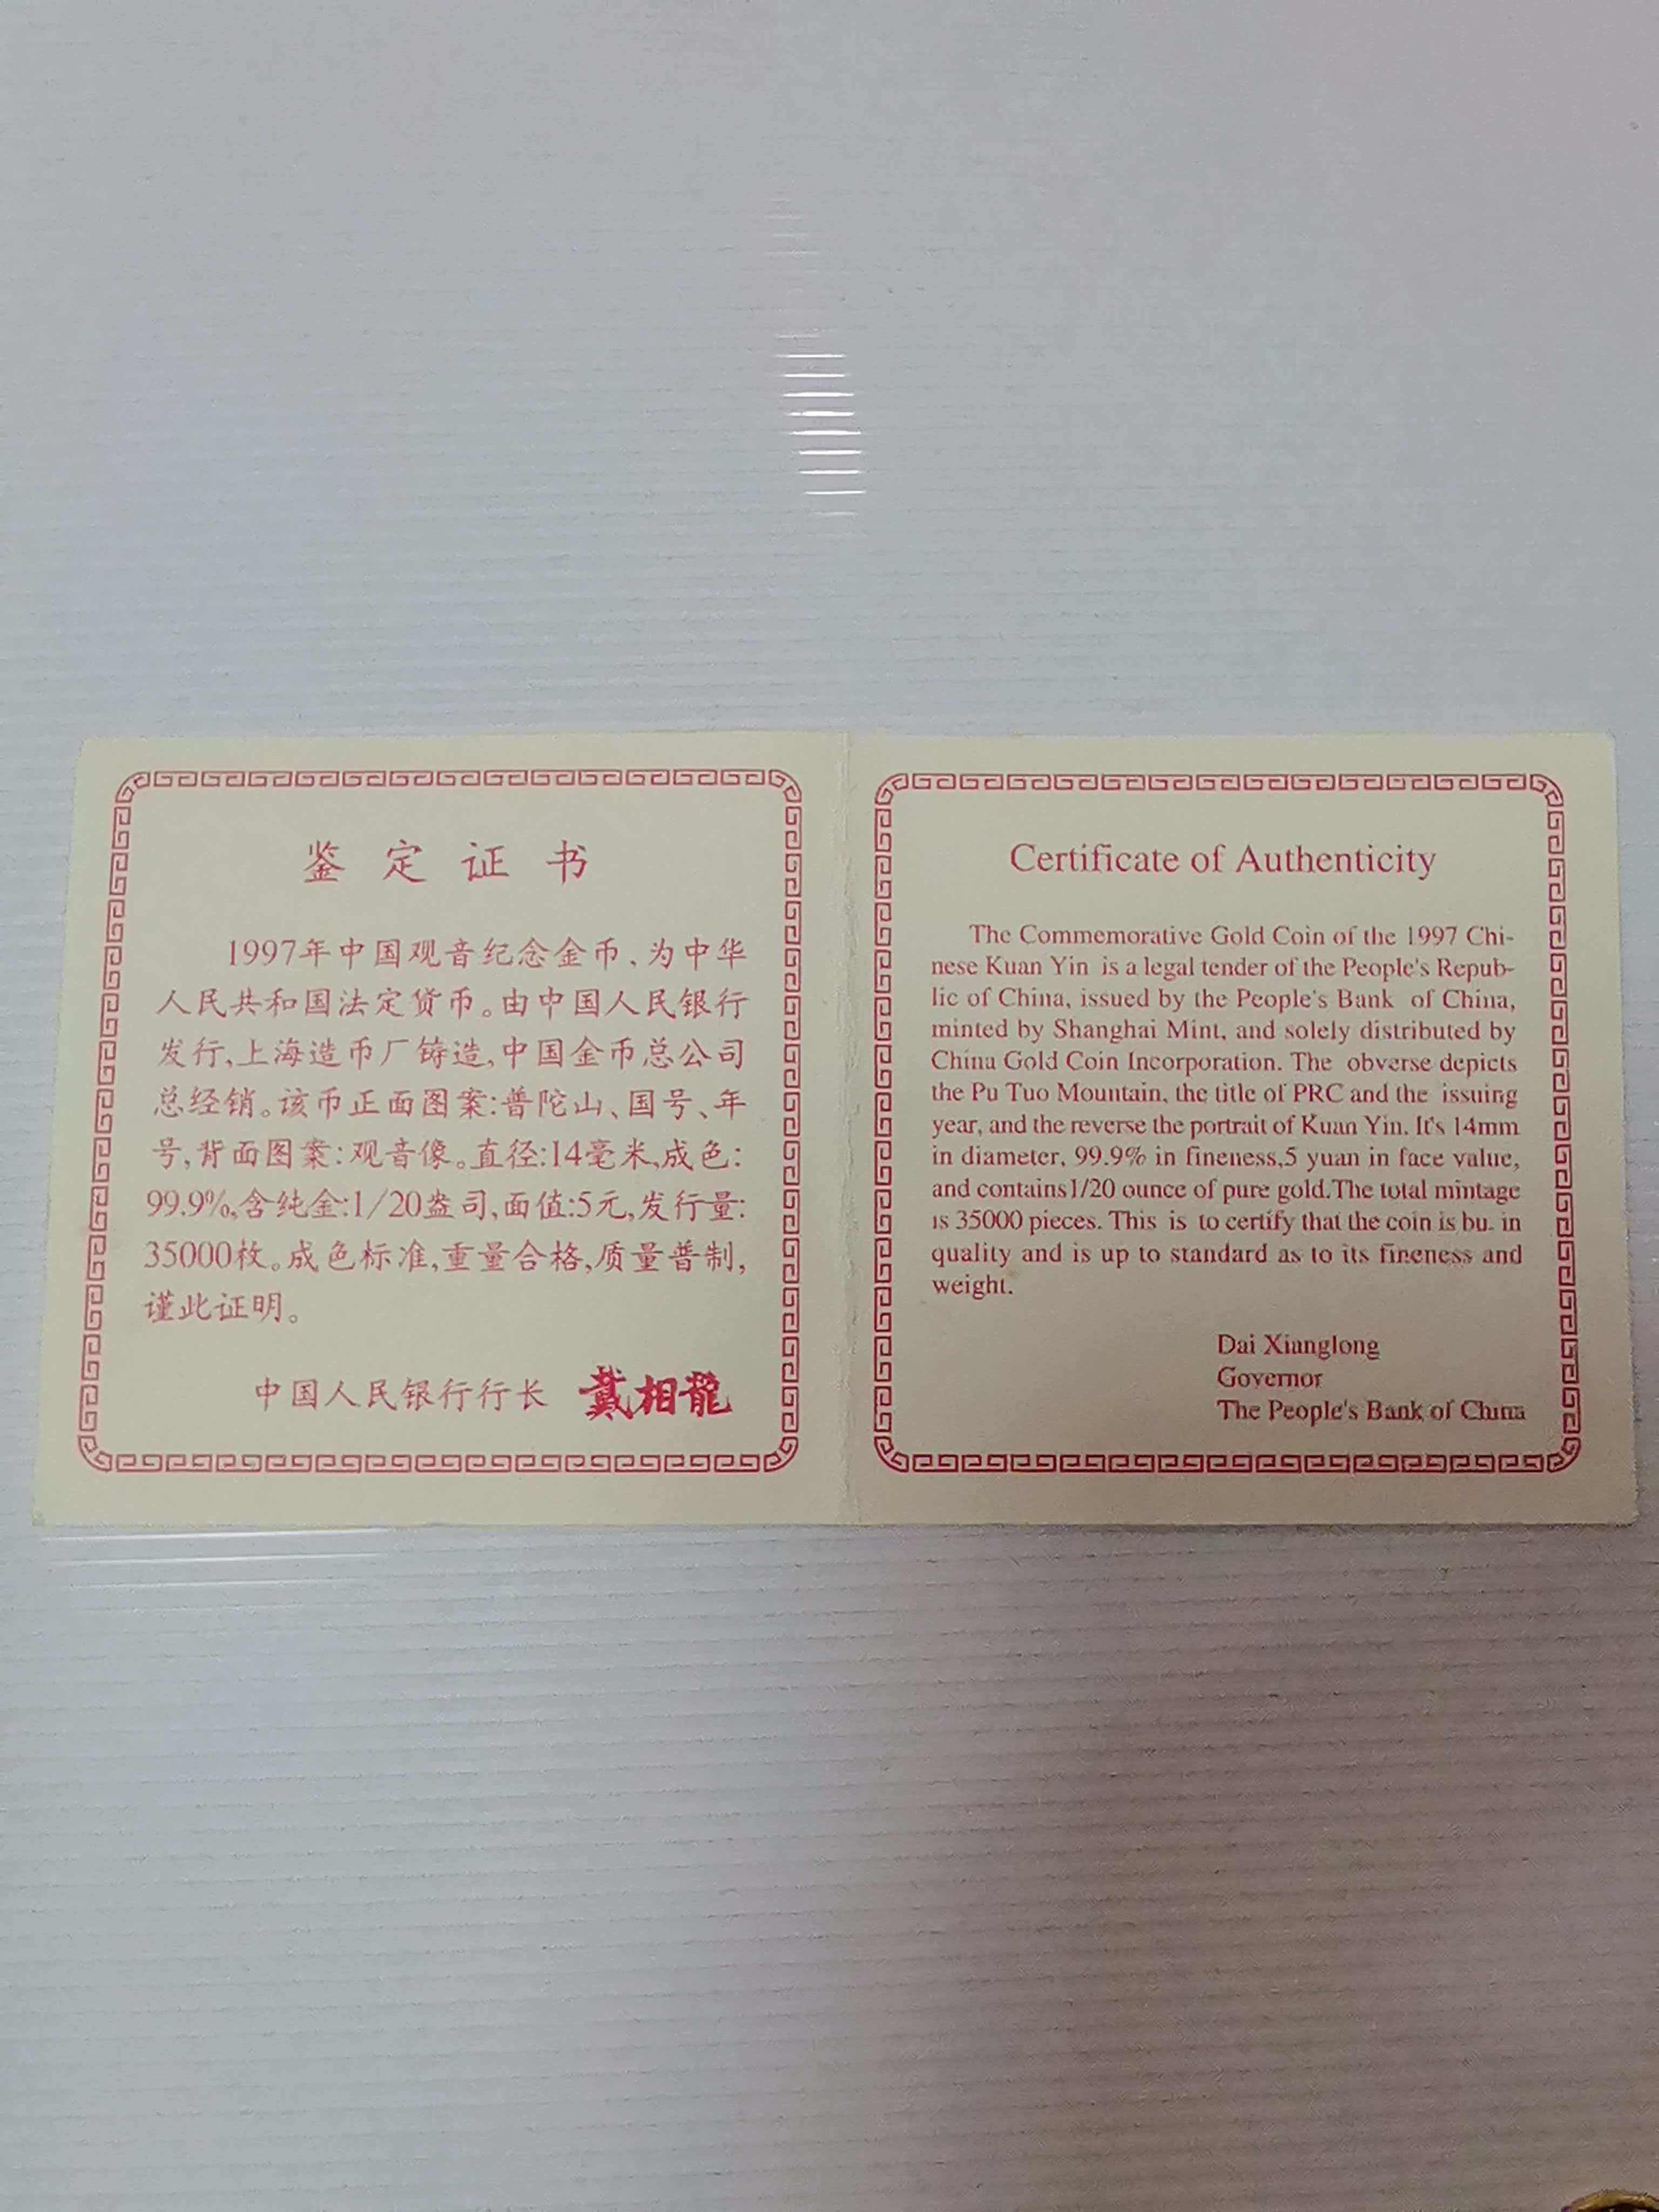 鉴定证书
1997年中国观音纪念金币，为中华
人民共和国法定货币。由中国人民银行
发行，上海造币厂铸造，中国金币总公司
总经销。该币正面图案：普陀山、国号、年
号，背面图案：观音像。直径：14毫米，成色：
99.9%，含纯金：1/20盎司，面值：5元，发行量：
35000枚。成色标准，重量合格，质量普制，
谨此证明。
中国人民银行行长 戴相龍
Certificate of Authenticity
The Commemorative Gold Coin of the 1997 Chi-
nese Kuan Yin is a legal tender of the People's Repub-
lic of China, issued by the People's Bank of China,
minted by Shanghai Mint, and solely distributed by
China Gold Coin Incorporation. The obverse depicts
the Pu Tuo Mountain, the title of PRC and the issuing
year, and the reverse the portrait of Kuan Yin. It's 14mm
in diameter, 99.9% in fineness,5 yuan in face value,
and contains1/20 ounce of pure gold.The total mintage
is 35000 pieces. This is to certify that the coin is bu. in
quality and is up to standard as to its fineness and
weight.
Dai Xianglong
Governor
The People's Bank of China